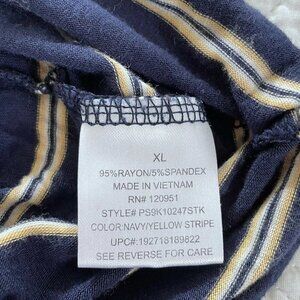 XL
95%RAYON/5%SPANDEX
MADE IN VIETNAM
RN# 120951
STYLE# PS9K10247STK
COLOR:NAVY/YELLOW STRIPE
UPC#:192718189822
SEE REVERSE FOR CARE